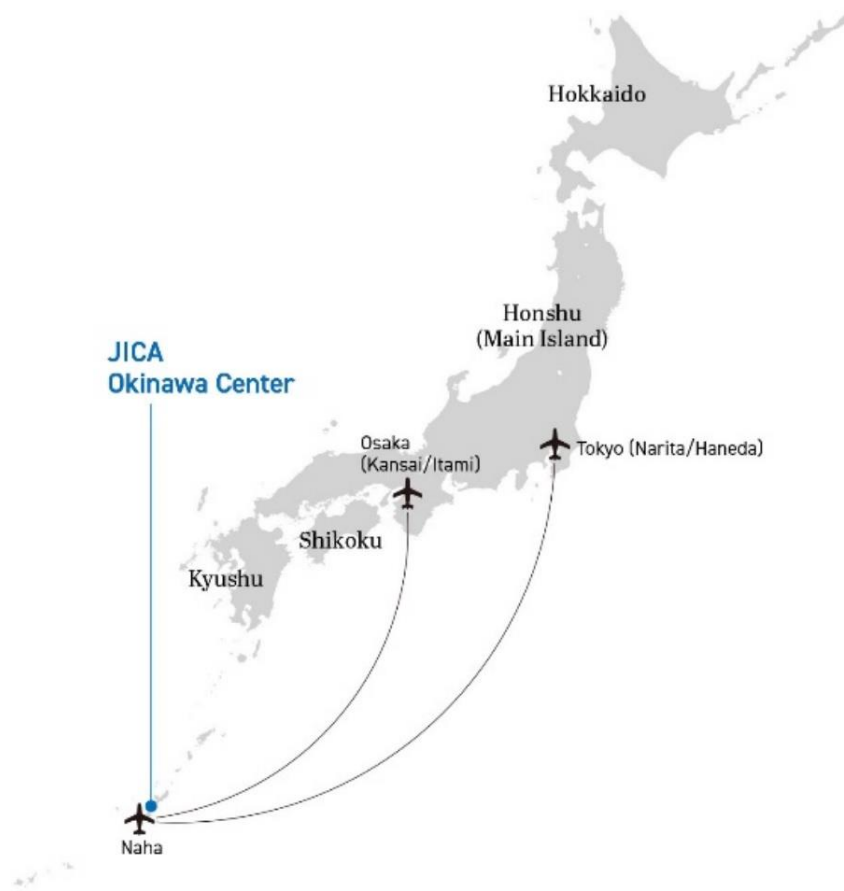 Hokkaido
Honshu
(Main Island)
JICA
Okinawa Center
Osaka
(Kansai/Itami)
Tokyo (Narita/Haneda)
Shikoku
Kyushu
Naha